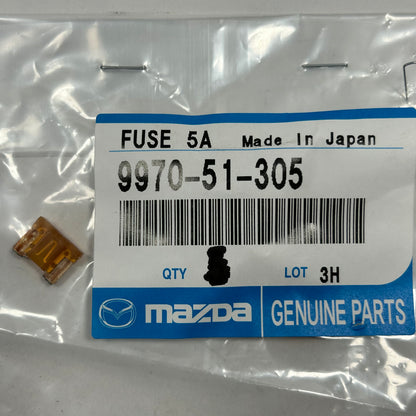 FUSE 5A Made In Japan
9970-51-305
QTY LOT 3H
mazda GENUINE PARTS